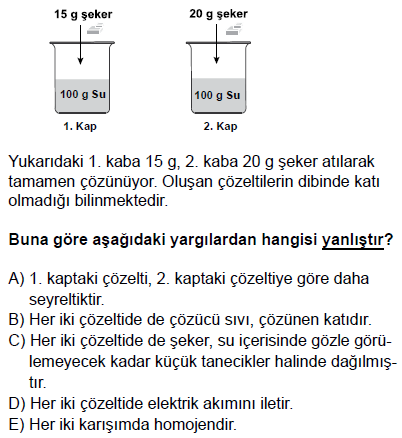 15 g şeker
20 g şeker
100 g Su
100 g Su
1. Kap
2. Kap
Yukarıdaki 1. kaba 15 g, 2. kaba 20 g şeker atılarak
tamamen çözünüyor. Oluşan çözeltilerin dibinde katı
olmadığı bilinmektedir.
Buna göre aşağıdaki yargılardan hangisi yanlıştır?
A) 1. kaptaki çözelti, 2. kaptaki çözeltiye göre daha
seyreltiktir.
B) Her iki çözeltide de çözücü sıvı, çözünen katıdır.
C) Her iki çözeltide de şeker, su içerisinde gözle görü-
lemeyecek kadar küçük tanecikler halinde dağılmış-
tır.
D) Her iki çözeltide elektrik akımını iletir.
E) Her iki karışımda homojendir.